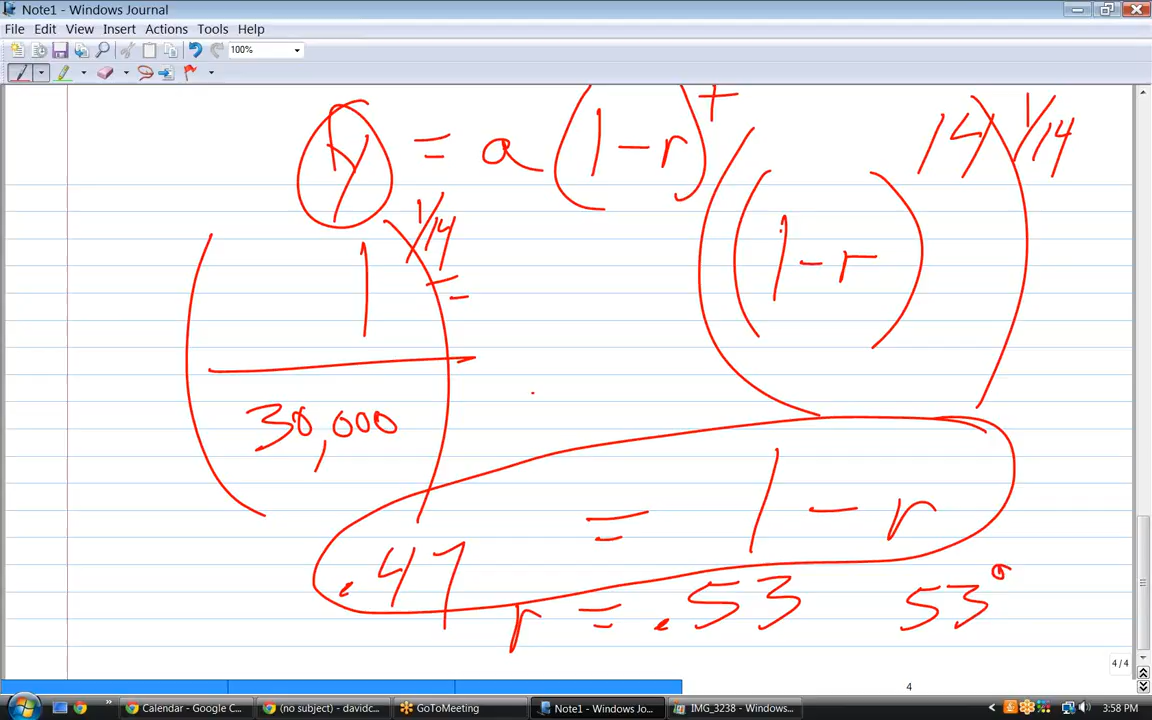 Note1 - Windows Journal
File Edit View Insert Actions Tools Help
100%
y = a(1-r)^t
(1/30,000)^1/14 = ((1-r)^14)^1/14
.47 = 1-r
r = .53 53
4/4
4
Calendar - Google C...
(no subject) - davidc...
GoToMeeting
Note1 - Windows Jo...
IMG_3238 - Windows...
3:58 PM